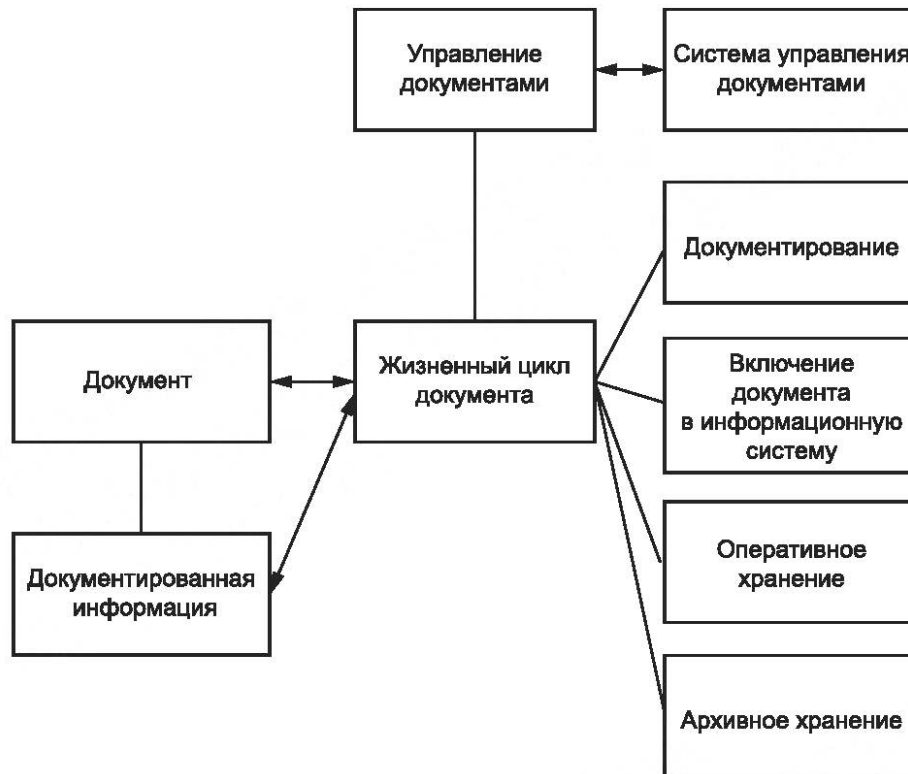 Управление
документами
Система управления
документами
Документирование
Документ
Жизненный цикл
документа
Включение
документа
в информационную
систему
Документированная
информация
Оперативное
хранение
Архивное хранение